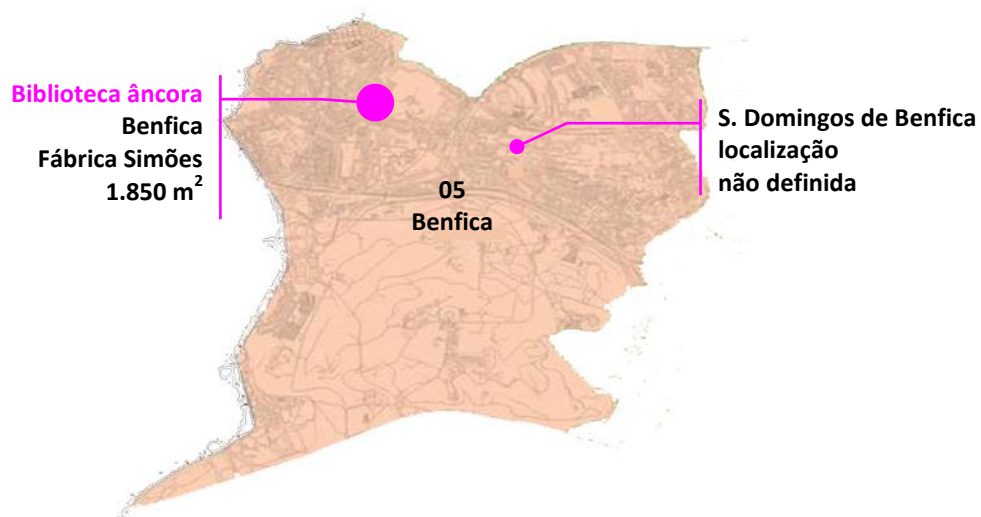 Biblioteca âncora
Benfica
Fábrica Simões
1.850 m²
S. Domingos de Benfica
localização
não definida
05
Benfica